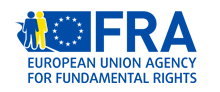 FRA
EUROPEAN UNION AGENCY
FOR FUNDAMENTAL RIGHTS